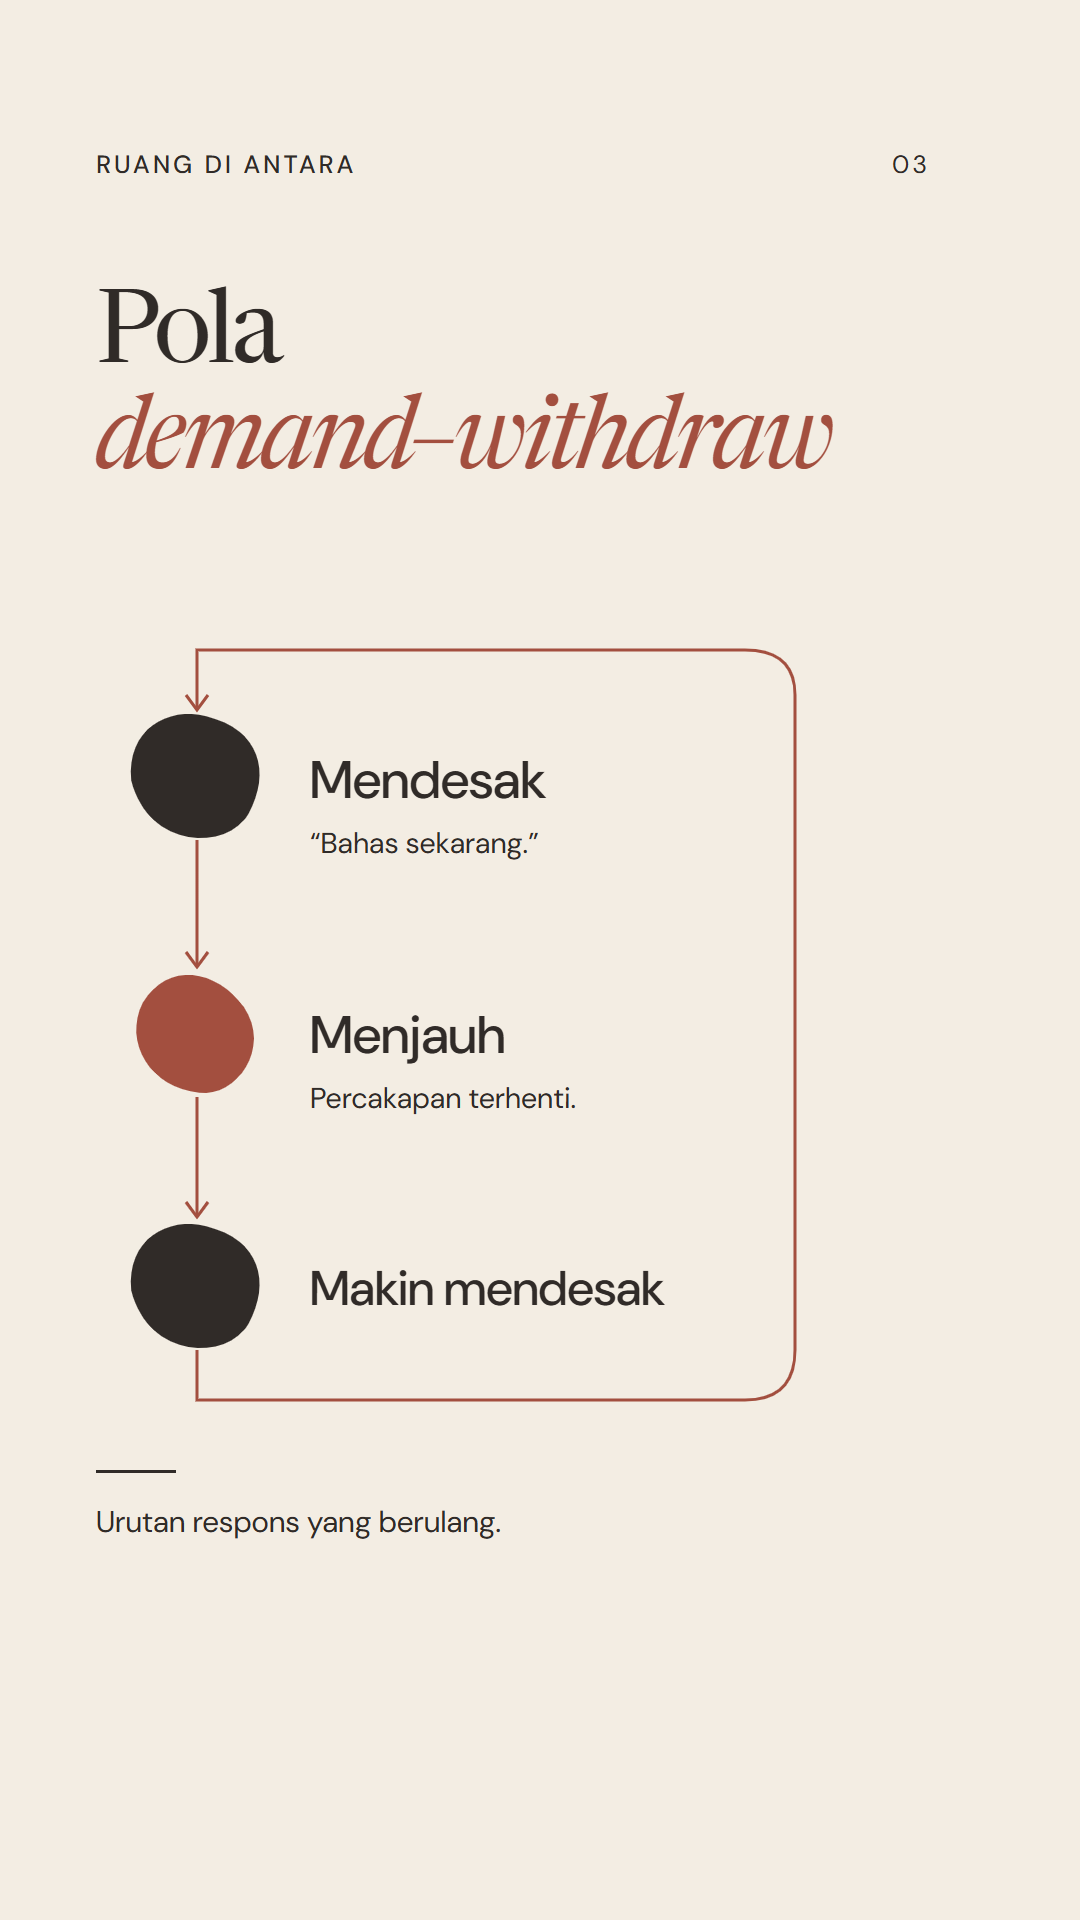 RUANG DI ANTARA
03
Pola
demand–withdraw
Mendesak
“Bahas sekarang.”
Menjauh
Percakapan terhenti.
Makin mendesak
Urutan respons yang berulang.